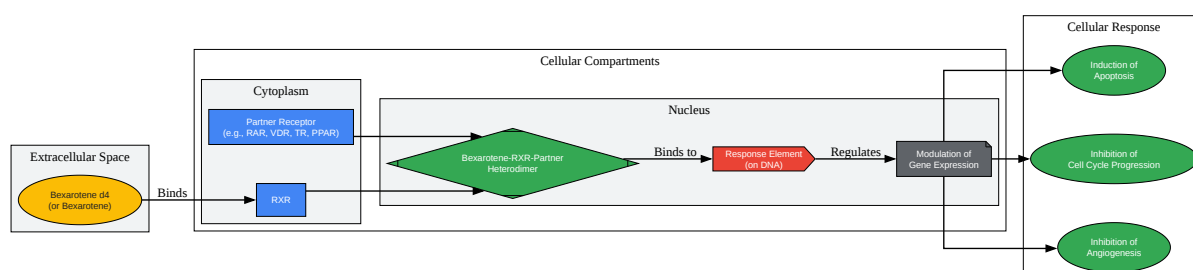 Cellular Response
Cellular Compartments
Induction of
Apoptosis
Cytoplasm
Nucleus
Partner Receptor
(e.g., RAR, VDR, TR, PPAR)
Extracellular Space
Bexarotene-RXR-Partner
Heterodimer
Binds to
Response Element
(on DNA)
Regulates
Modulation of
Gene Expression
Inhibition of
Cell Cycle Progression
Bexarotene d4
(or Bexarotene)
Binds
RXR
Inhibition of
Angiogenesis